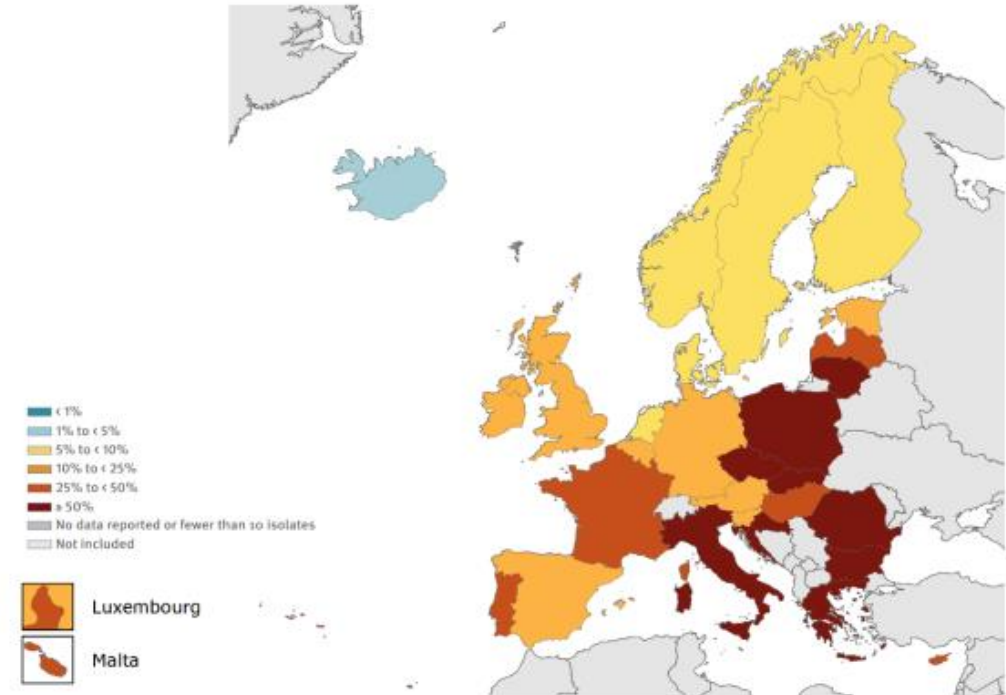 < 1%
1% to < 5%
5% to < 10%
10% to < 25%
25% to < 50%
≥ 50%
No data reported or fewer than 10 isolates
Not included
Luxembourg
Malta